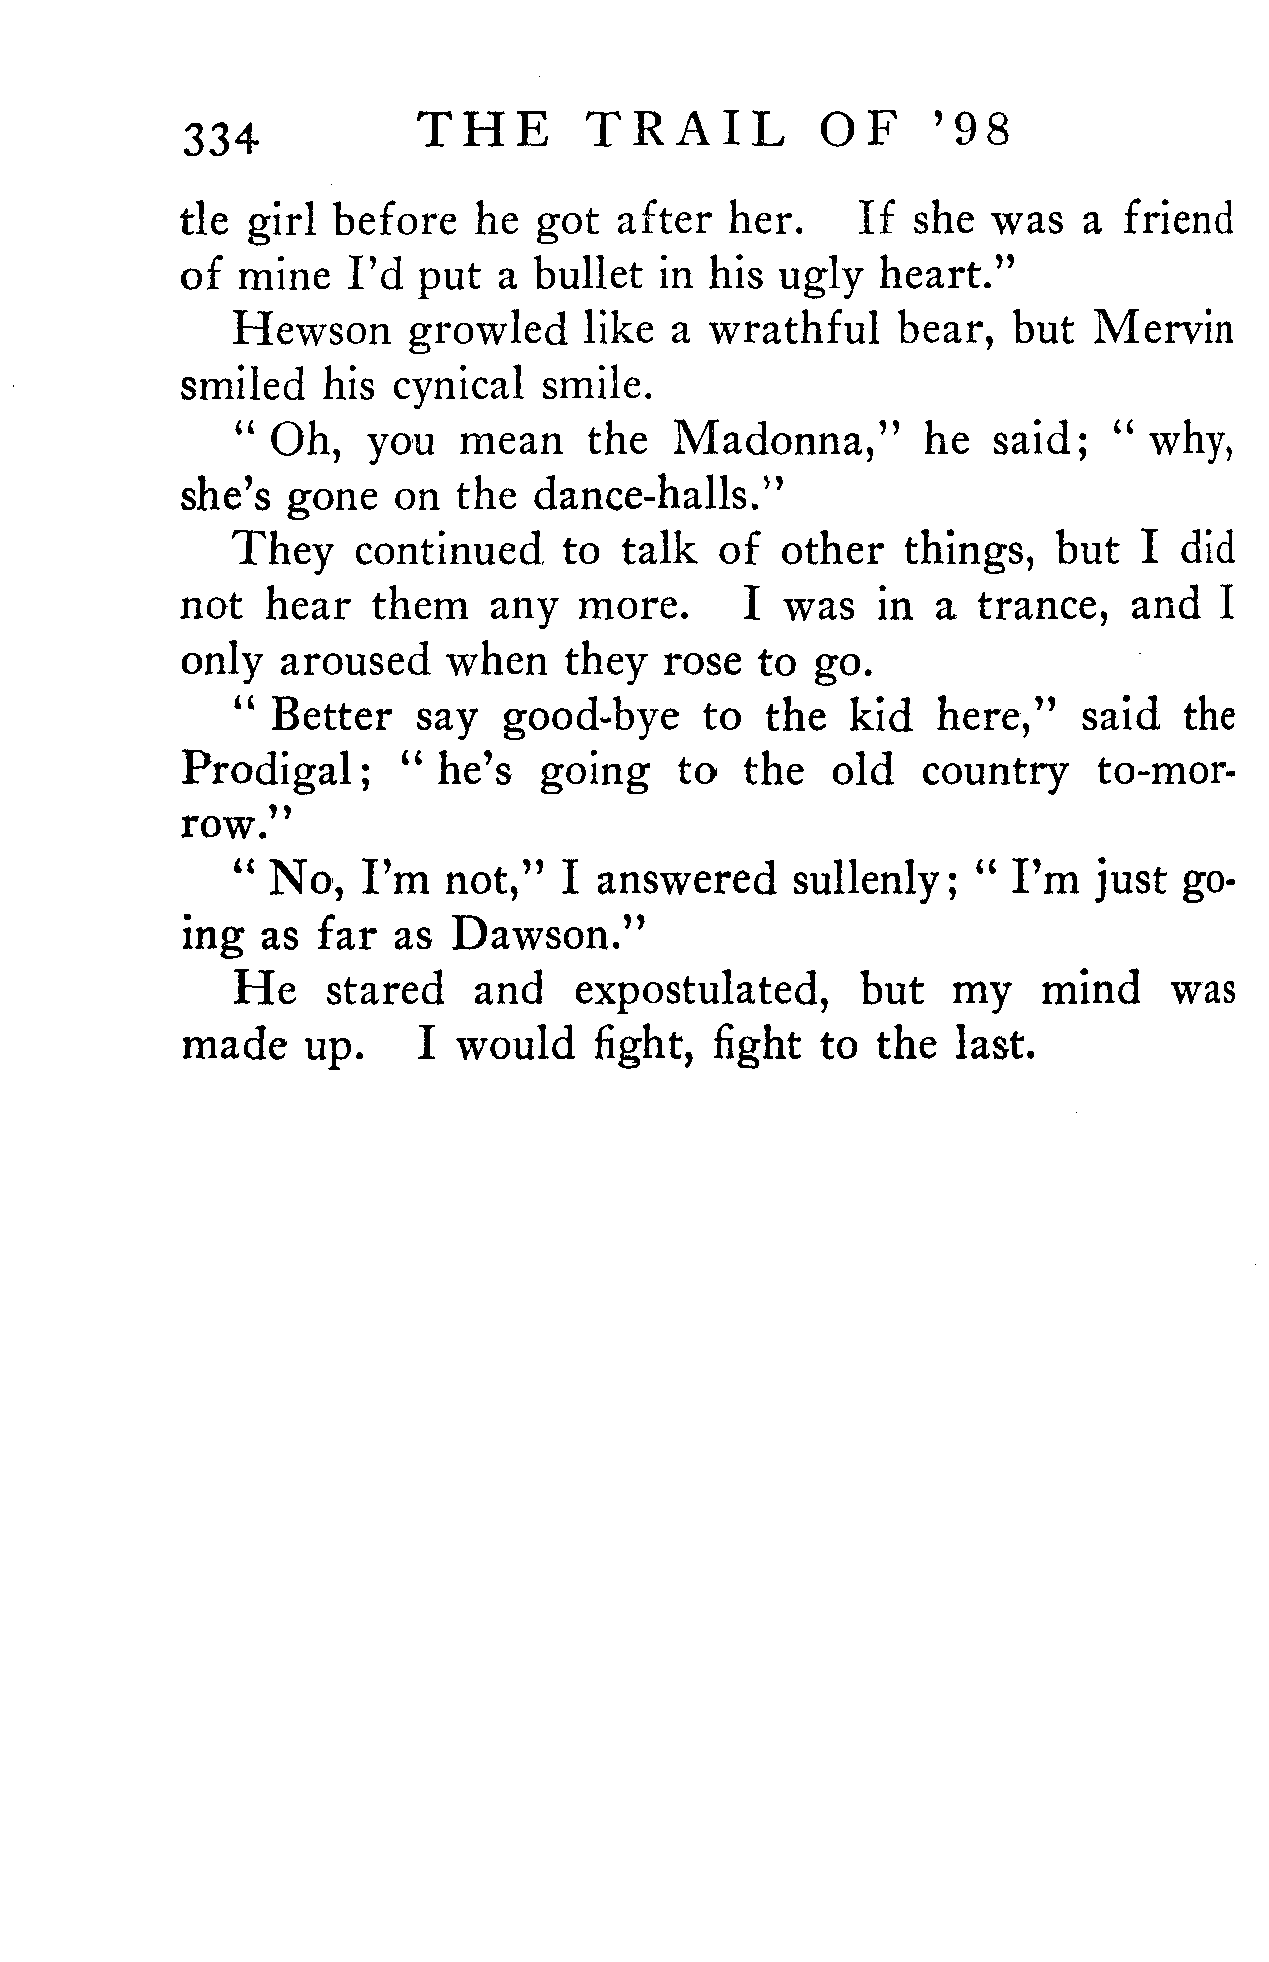 334 THE TRAIL OF '98
tle girl before he got after her. If she was a friend
of mine I'd put a bullet in his ugly heart."
Hewson growled like a wrathful bear, but Mervin
smiled his cynical smile.
" Oh, you mean the Madonna," he said; " why,
she's gone on the dance-halls."
They continued to talk of other things, but I did
not hear them any more. I was in a trance, and I
only aroused when they rose to go.
" Better say good-bye to the kid here," said the
Prodigal; " he's going to the old country to-mor-
row."
" No, I'm not," I answered sullenly; " I'm just go-
ing as far as Dawson."
He stared and expostulated, but my mind was
made up. I would fight, fight to the last.